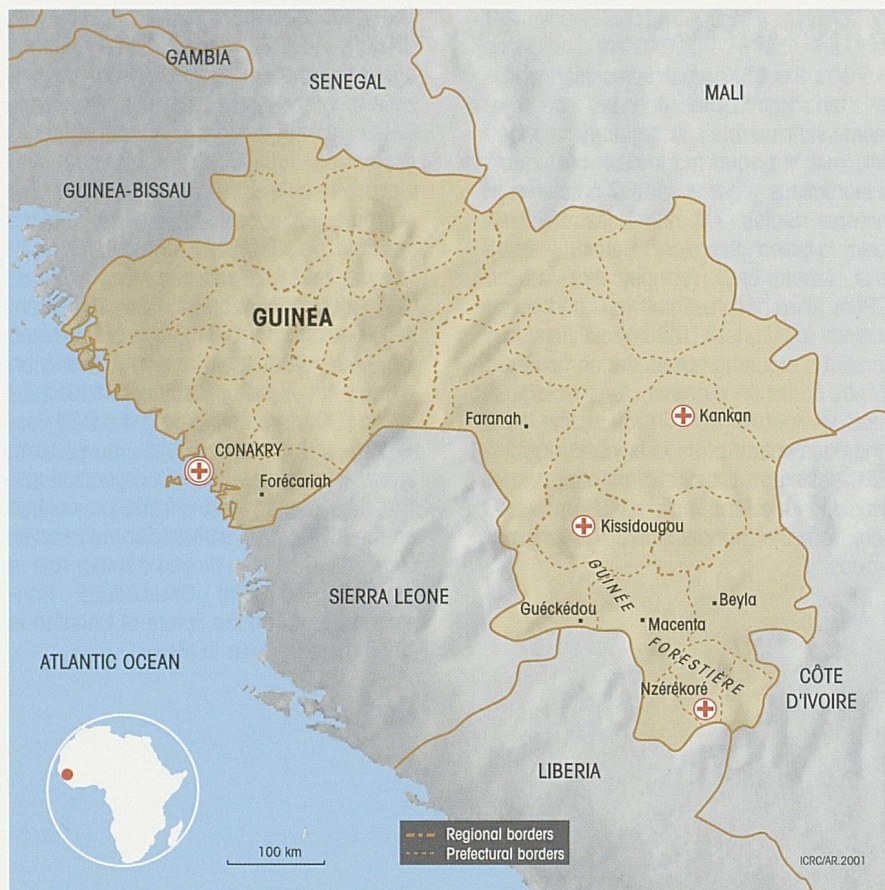 GAMBIA
SENEGAL
MALI
GUINEA-BISSAU
GUINEA
Faranah
Kankan
CONAKRY
Forécariah
Kissidougou
SIERRA LEONE
GUINÉE
FORESTIÈRE
Guéckédou
Beyla
Macenta
ATLANTIC OCEAN
Nzérékoré
CÔTE
D'IVOIRE
LIBERIA
100 km
Regional borders
Prefectural borders
ICRC/AR.2001